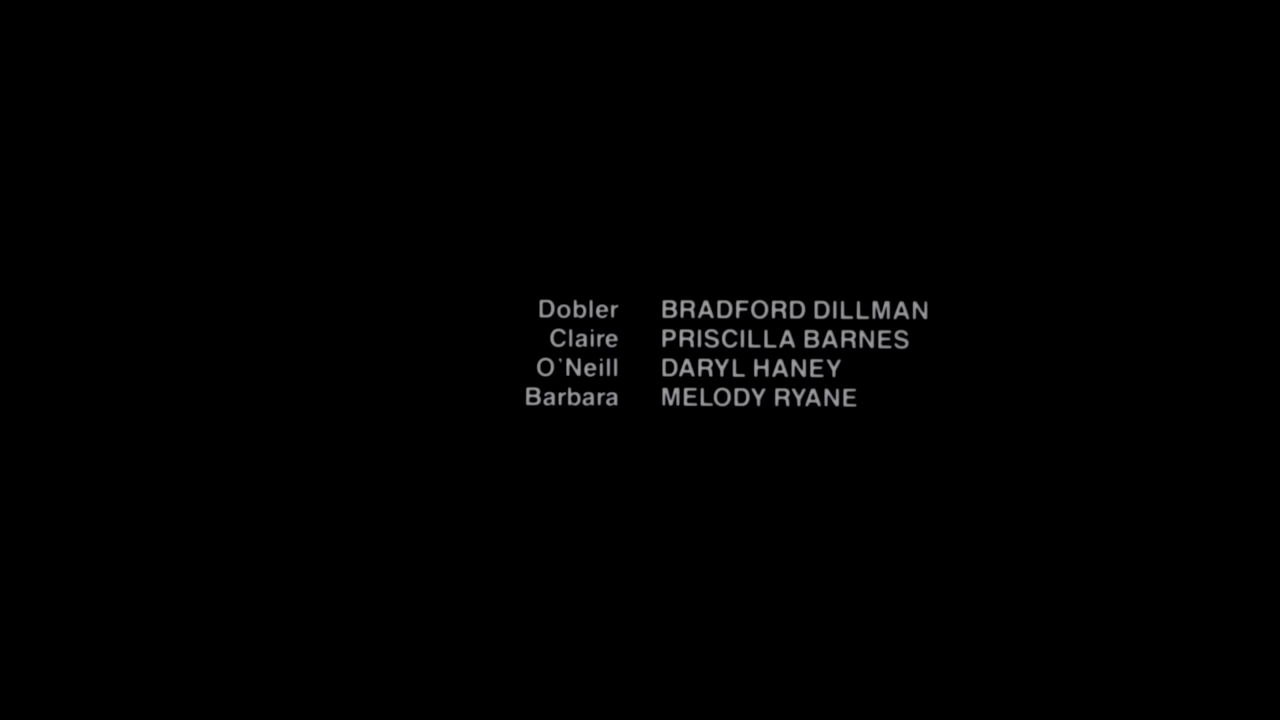 Dobler BRADFORD DILLMAN
Claire PRISCILLA BARNES
O'Neill DARYL HANEY
Barbara MELODY RYANE